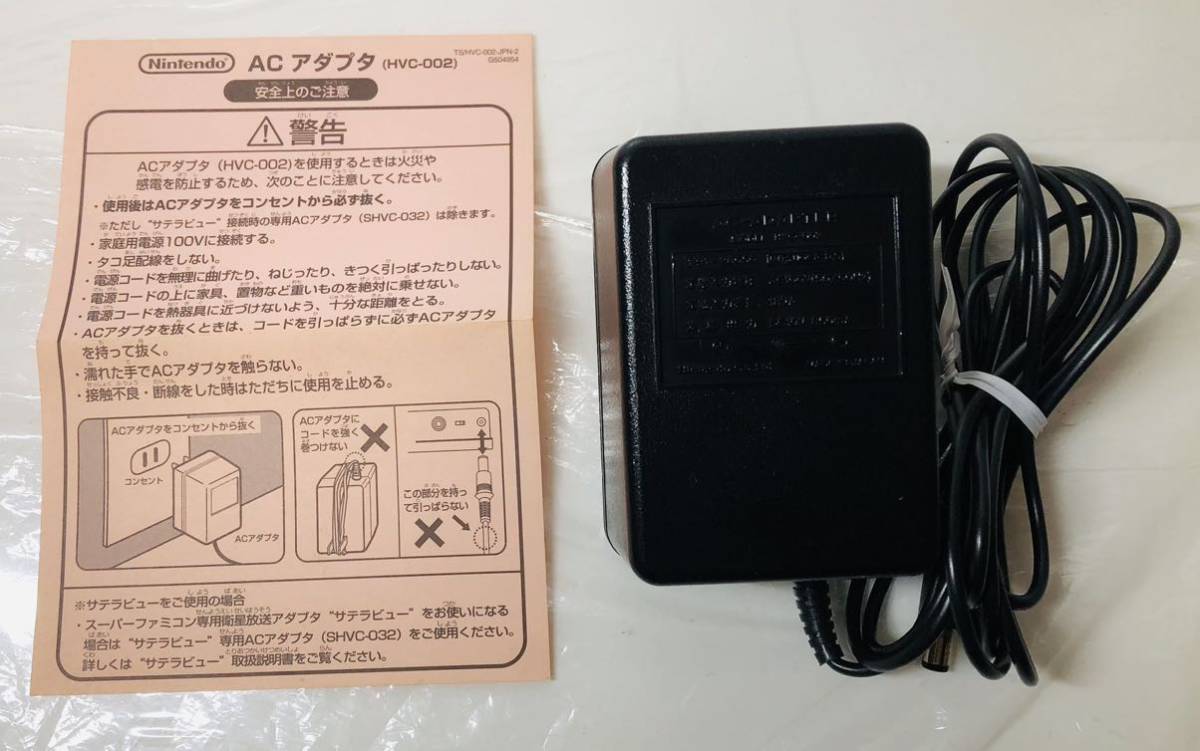 Nintendo ACアダプタ(HVC-002)
TS/HVC-002-JPN-2
G504954
安全上のご注意
警告
ACアダプタ(HVC-002)を使用するときは火災や
感電を防止するため、次のことに注意してください。
・使用後はACアダプタをコンセントから必ず抜く。
※ただし“サテラビュー”接続時の専用ACアダプタ(SHVC-032)は除きます。
・家庭用電源100Vに接続する。
・タコ足配線をしない。
・電源コードを無理に曲げたり、ねじったり、きつく引っぱったりしない。
・電源コードの上に家具、置物など重いものを絶対に乗せない。
・電源コードを熱器具に近づけないよう、十分な距離をとる。
・ACアダプタを抜くときは、コードを引っぱらずに必ずACアダプタ
を持って抜く。
・濡れた手でACアダプタを触らない。
・接触不良・断線をした時はただちに使用を止める。
ACアダプタをコンセントから抜く
コンセント
ACアダプタ
ACアダプタに
コードを強く
巻つけない
この部分を持っ
て引っぱらない
※サテラビューをご使用の場合
・スーパーファミコン専用衛星放送アダプタ“サテラビュー”をお使いになる
場合は“サテラビュー”専用ACアダプタ(SHVC-032)をご使用ください。
詳しくは“サテラビュー”取扱説明書をご覧ください。